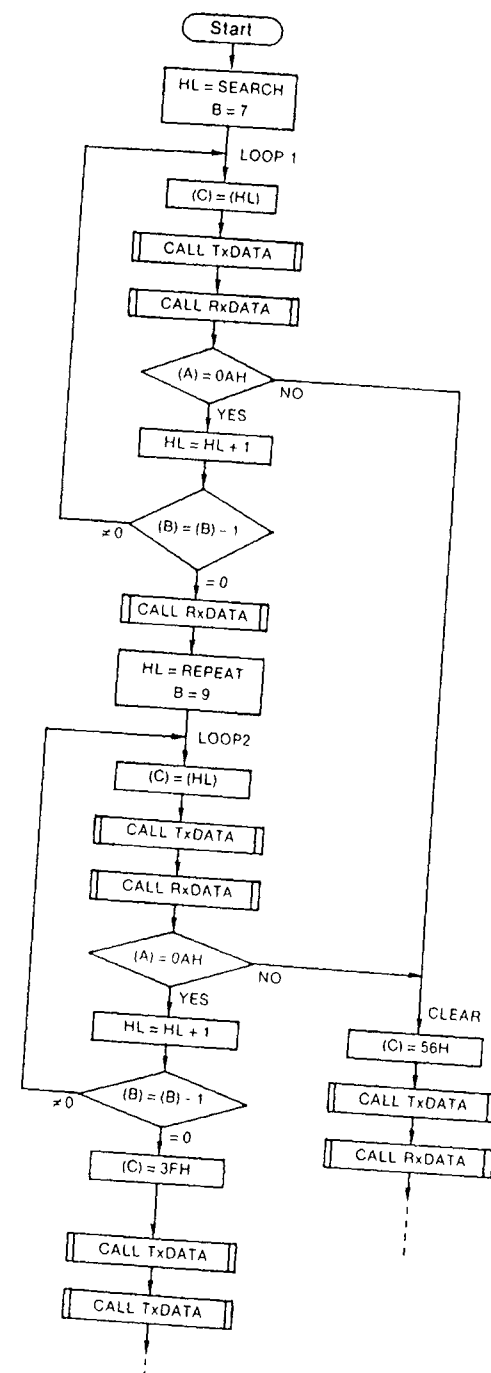 Start
HL = SEARCH
B = 7
LOOP 1
(C) = (HL)
CALL TxDATA
CALL RxDATA
(A) = 0AH
NO
YES
HL = HL + 1
(B) = (B) - 1
≠ 0
= 0
CALL RxDATA
HL = REPEAT
B = 9
LOOP2
(C) = (HL)
CALL TxDATA
CALL RxDATA
(A) = 0AH
NO
YES
HL = HL + 1
(B) = (B) - 1
≠0
=0
(C) = 3FH
CALL TxDATA
CALL TxDATA
CLEAR
(C) = 56H
CALL TxDATA
CALL RxDATA